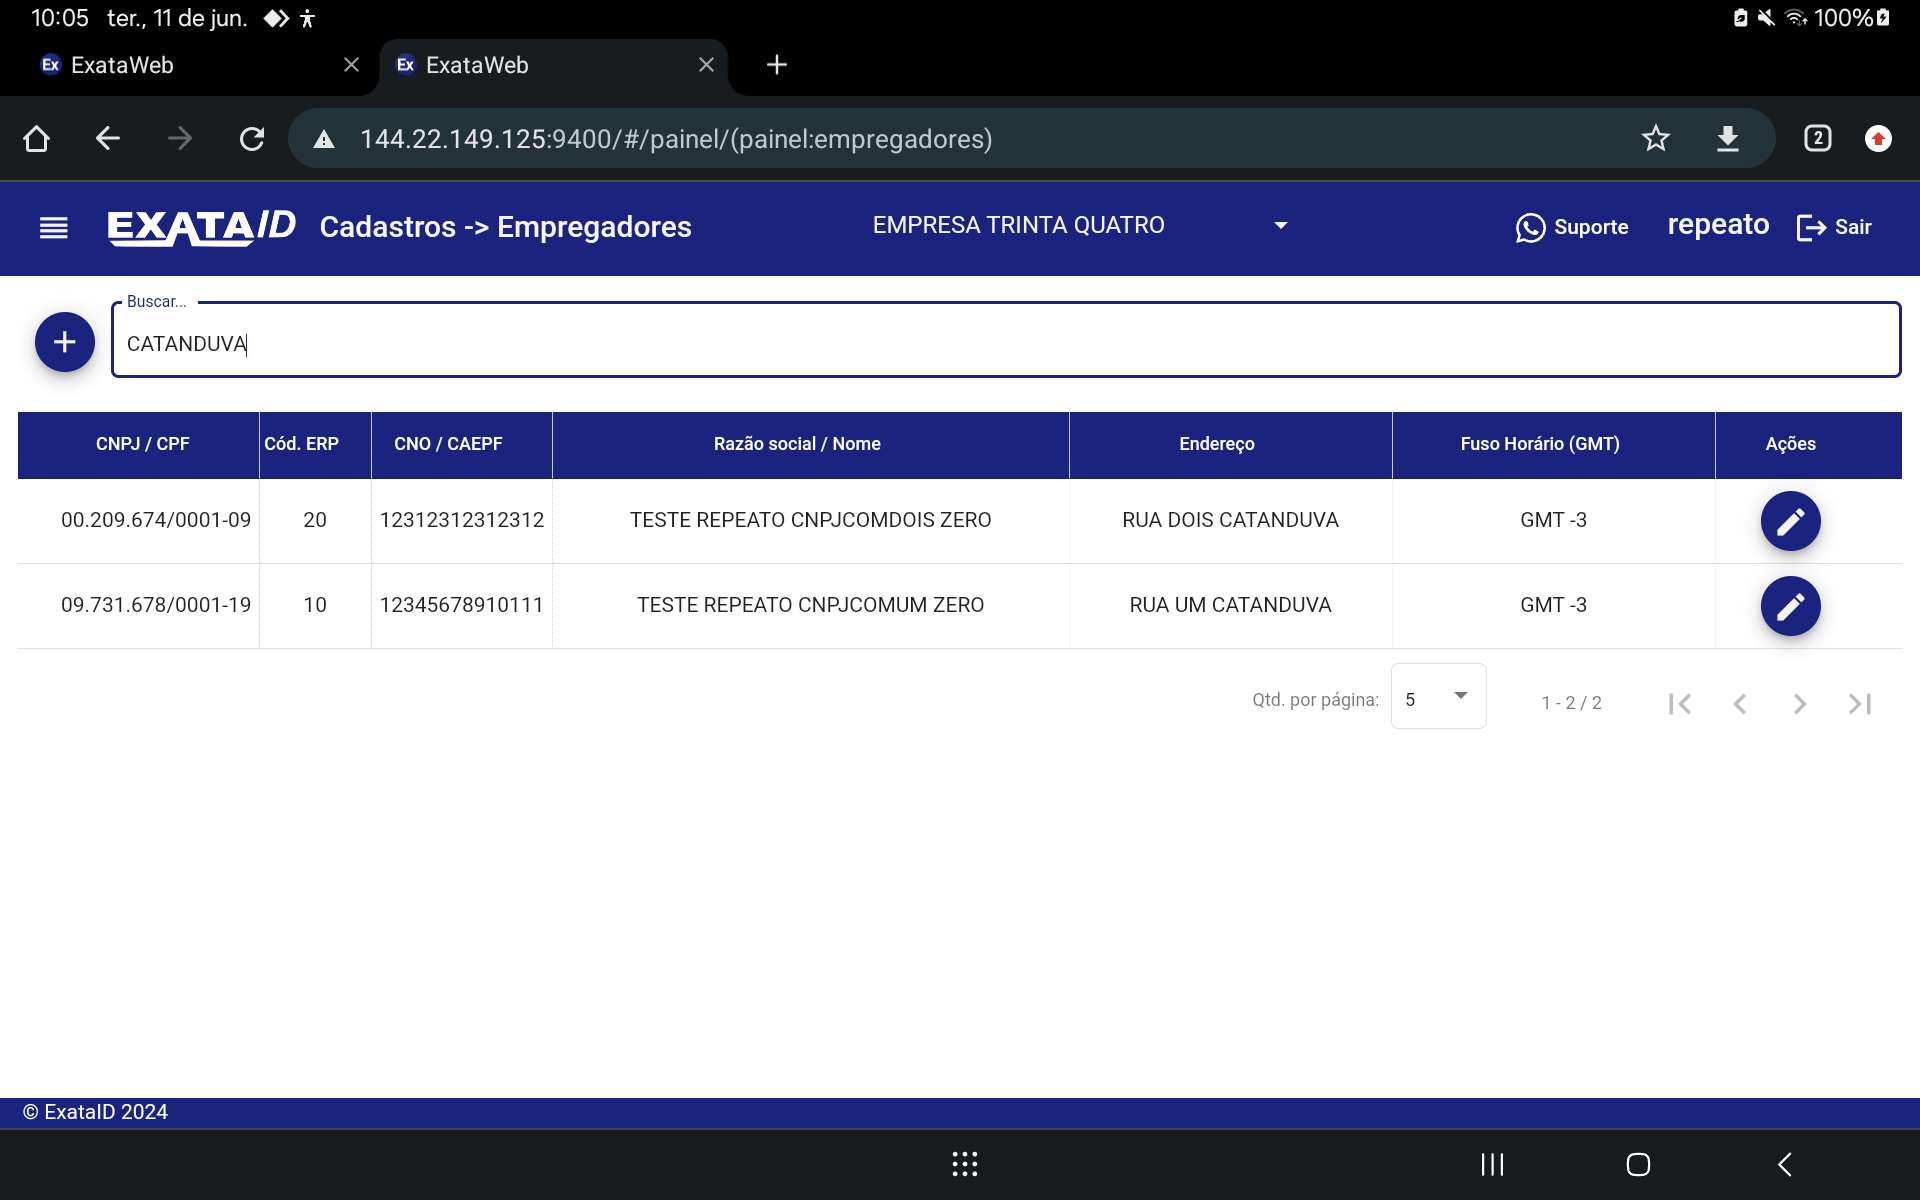 10:05 ter., 11 de jun. 100%
Ex ExataWeb Ex ExataWeb
144.22.149.125:9400/#/painel/(painel:empregadores) 2
EXATAID Cadastros -> Empregadores EMPRESA TRINTA QUATRO Suporte repeato Sair
Buscar...
CATANDUVA
CNPJ / CPF Cód. ERP CNO / CAEPF Razão social / Nome Endereço Fuso Horário (GMT) Ações
00.209.674/0001-09 20 12312312312312 TESTE REPEATO CNPJCOMDOIS ZERO RUA DOIS CATANDUVA GMT -3
09.731.678/0001-19 10 12345678910111 TESTE REPEATO CNPJCOMUM ZERO RUA UM CATANDUVA GMT -3
Qtd. por página: 5 1 - 2 / 2
© ExataID 2024